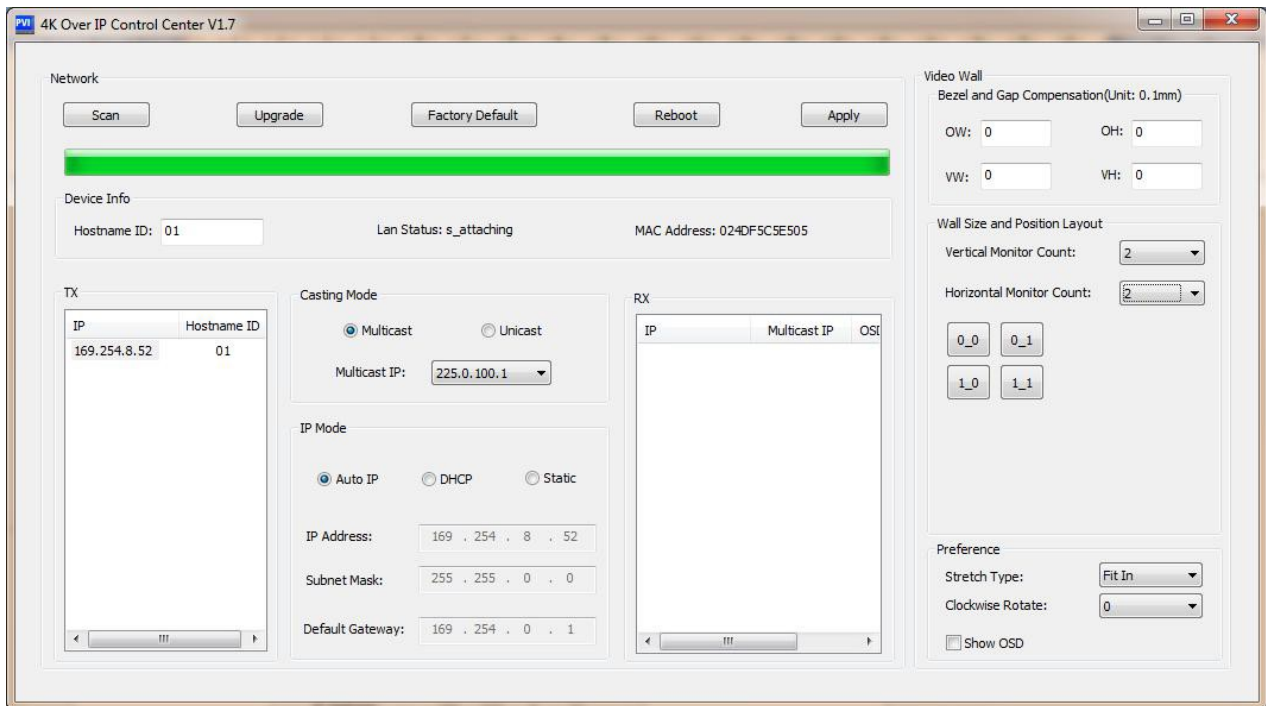 PVI 4K Over IP Control Center V1.7
Network
Scan Upgrade Factory Default Reboot Apply
Device Info
Hostname ID: 01 Lan Status: s_attaching MAC Address: 024DF5C5E505
TX
IP Hostname ID
169.254.8.52 01
Casting Mode
Multicast Unicast
Multicast IP: 225.0.100.1
IP Mode
Auto IP DHCP Static
IP Address: 169 . 254 . 8 . 52
Subnet Mask: 255 . 255 . 0 . 0
Default Gateway: 169 . 254 . 0 . 1
RX
IP Multicast IP OSD
Video Wall
Bezel and Gap Compensation(Unit: 0.1mm)
OW: 0 OH: 0
VW: 0 VH: 0
Wall Size and Position Layout
Vertical Monitor Count: 2
Horizontal Monitor Count: 2
0_0 0_1
1_0 1_1
Preference
Stretch Type: Fit In
Clockwise Rotate: 0
Show OSD